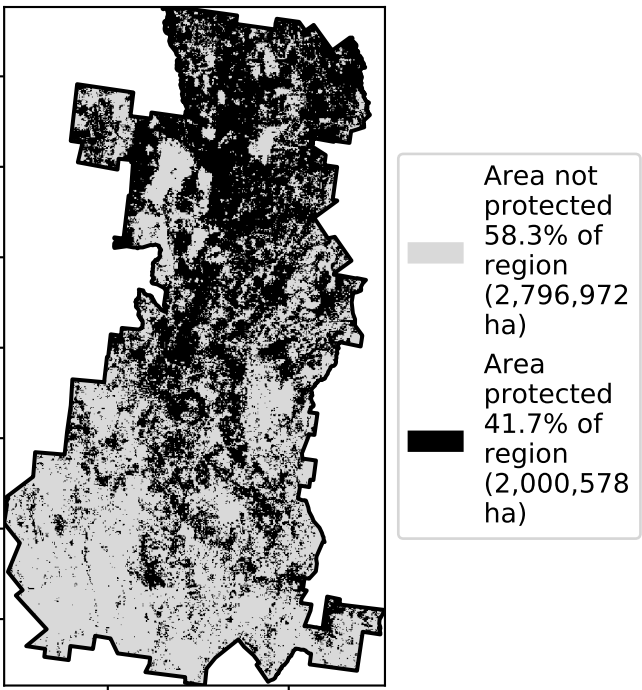 Area not
protected
58.3% of
region
(2,796,972
ha)
Area
protected
41.7% of
region
(2,000,578
ha)